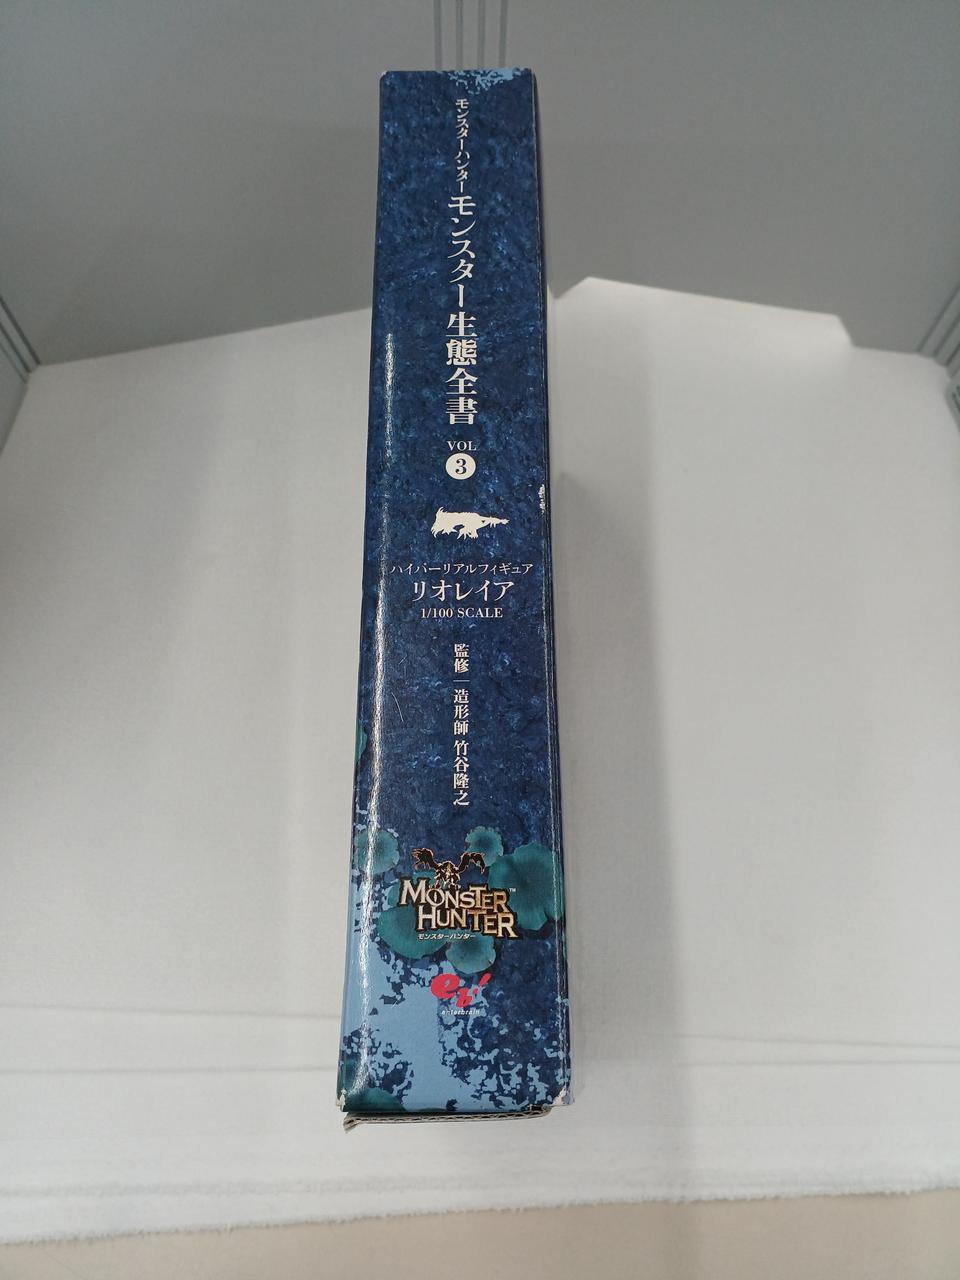 モンスターハンター
モンスター生態全書
VOL
3
ハイパーリアルフィギュア
リオレイア
1/100 SCALE
監修｜造形師 竹谷隆之
MONSTER
HUNTER
TM
モンスターハンター
eb!
enterbrain